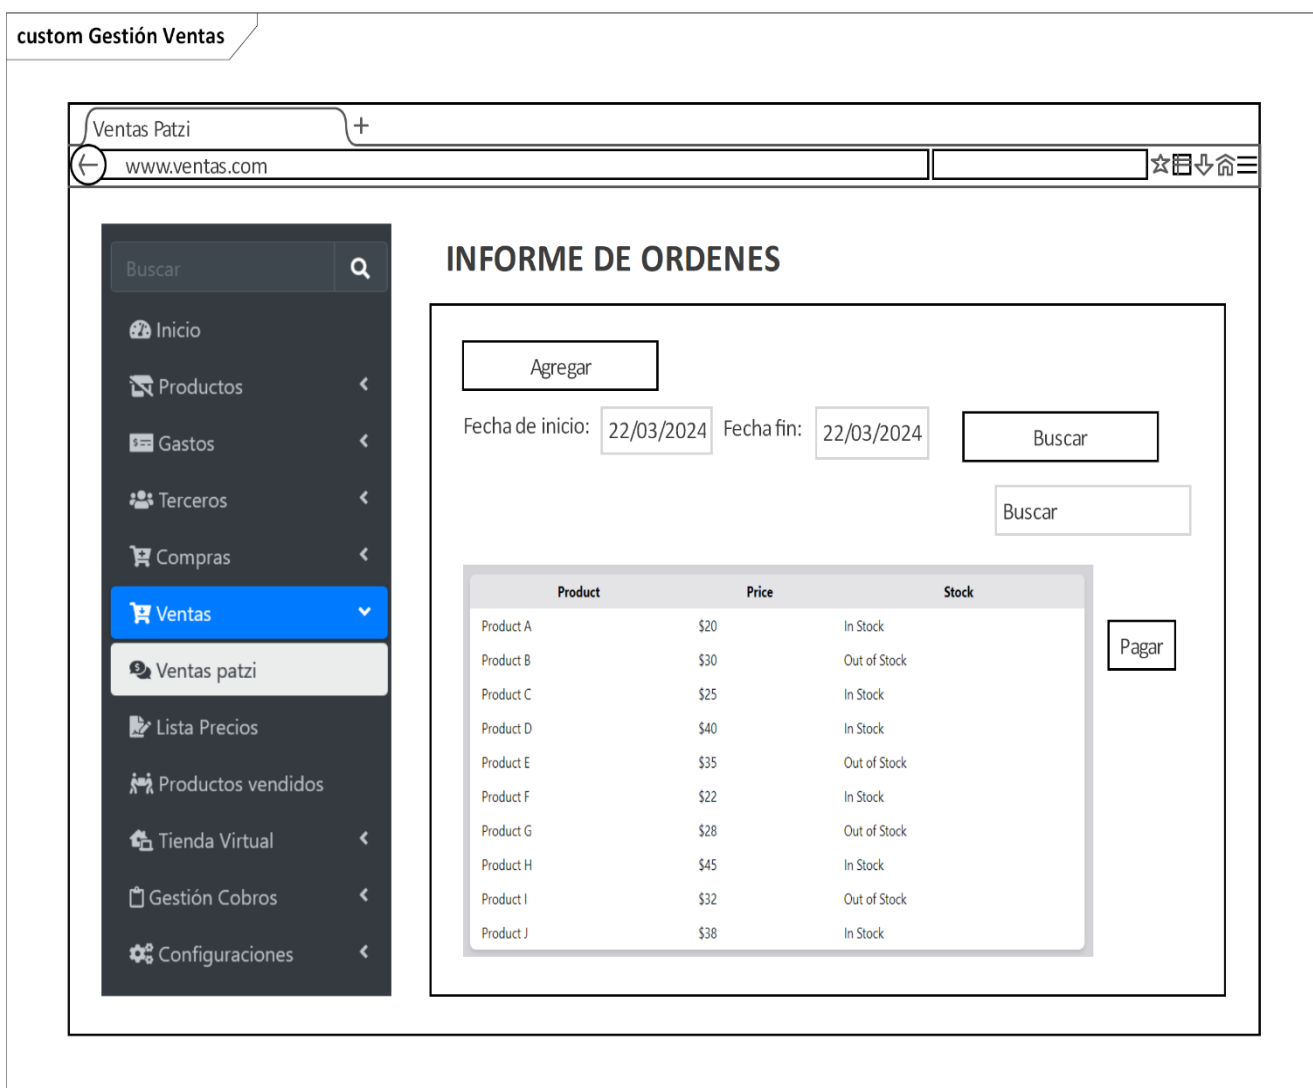 custom Gestión Ventas
Ventas Patzi
www.ventas.com
Buscar
Inicio
Productos
Gastos
Terceros
Compras
Ventas
Ventas patzi
Lista Precios
Productos vendidos
Tienda Virtual
Gestión Cobros
Configuraciones
INFORME DE ORDENES
Agregar
Fecha de inicio: 22/03/2024 Fecha fin: 22/03/2024 Buscar
Buscar
Product Price Stock
Product A $20 In Stock
Product B $30 Out of Stock
Product C $25 In Stock
Product D $40 In Stock
Product E $35 Out of Stock
Product F $22 In Stock
Product G $28 Out of Stock
Product H $45 In Stock
Product I $32 Out of Stock
Product J $38 In Stock
Pagar